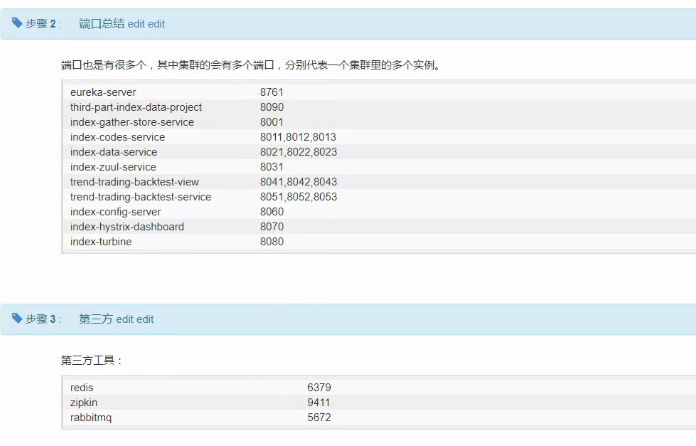 步骤 2 : 端口总结 edit edit
端口也是有很多个，其中集群的会有多个端口，分别代表一个集群里的多个实例。
eureka-server 8761
third-part-index-data-project 8090
index-gather-store-service 8001
index-codes-service 8011,8012,8013
index-data-service 8021,8022,8023
index-zuul-service 8031
trend-trading-backtest-view 8041,8042,8043
trend-trading-backtest-service 8051,8052,8053
index-config-server 8060
index-hystrix-dashboard 8070
index-turbine 8080
步骤 3 : 第三方 edit edit
第三方工具：
redis 6379
zipkin 9411
rabbitmq 5672